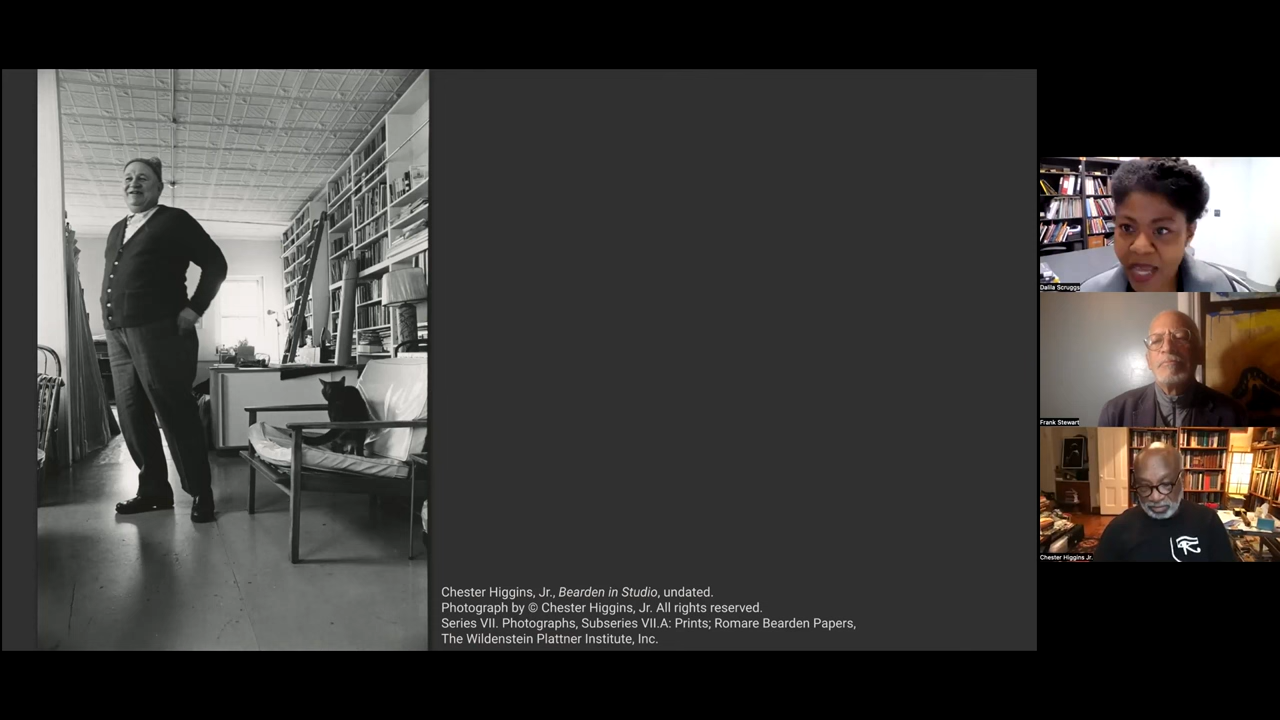 Chester Higgins, Jr., Bearden in Studio, undated.
Photograph by © Chester Higgins, Jr. All rights reserved.
Series VII. Photographs, Subseries VII.A: Prints; Romare Bearden Papers,
The Wildenstein Plattner Institute, Inc.
Dalila Scruggs
Frank Stewart
Chester Higgins Jr.